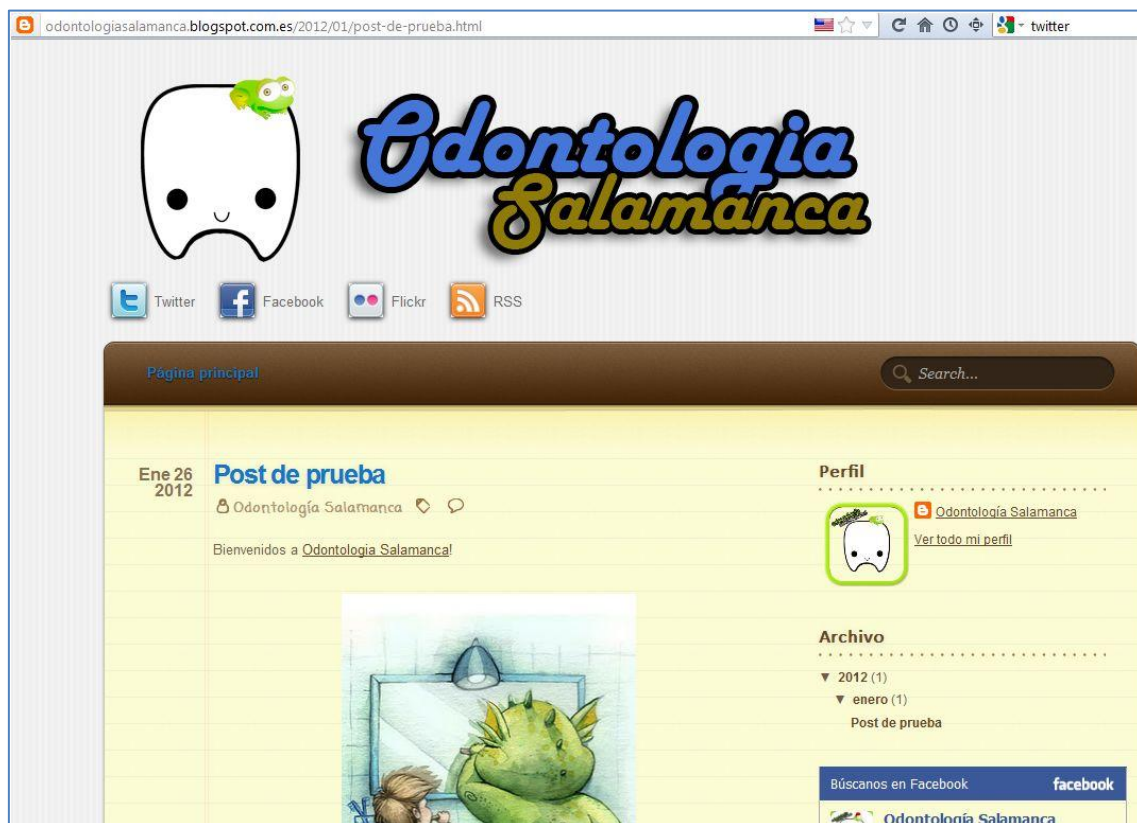 odontologiasalamanca.blogspot.com.es/2012/01/post-de-prueba.html
twitter
Odontologia
Salamanca
Twitter
Facebook
Flickr
RSS
Página principal
Search...
Ene 26
2012
Post de prueba
Odontología Salamanca
Bienvenidos a Odontologia Salamanca!
Perfil
Odontología Salamanca
Ver todo mi perfil
Archivo
▼ 2012 (1)
▼ enero (1)
Post de prueba
Búscanos en Facebook
facebook
Odontología Salamanca